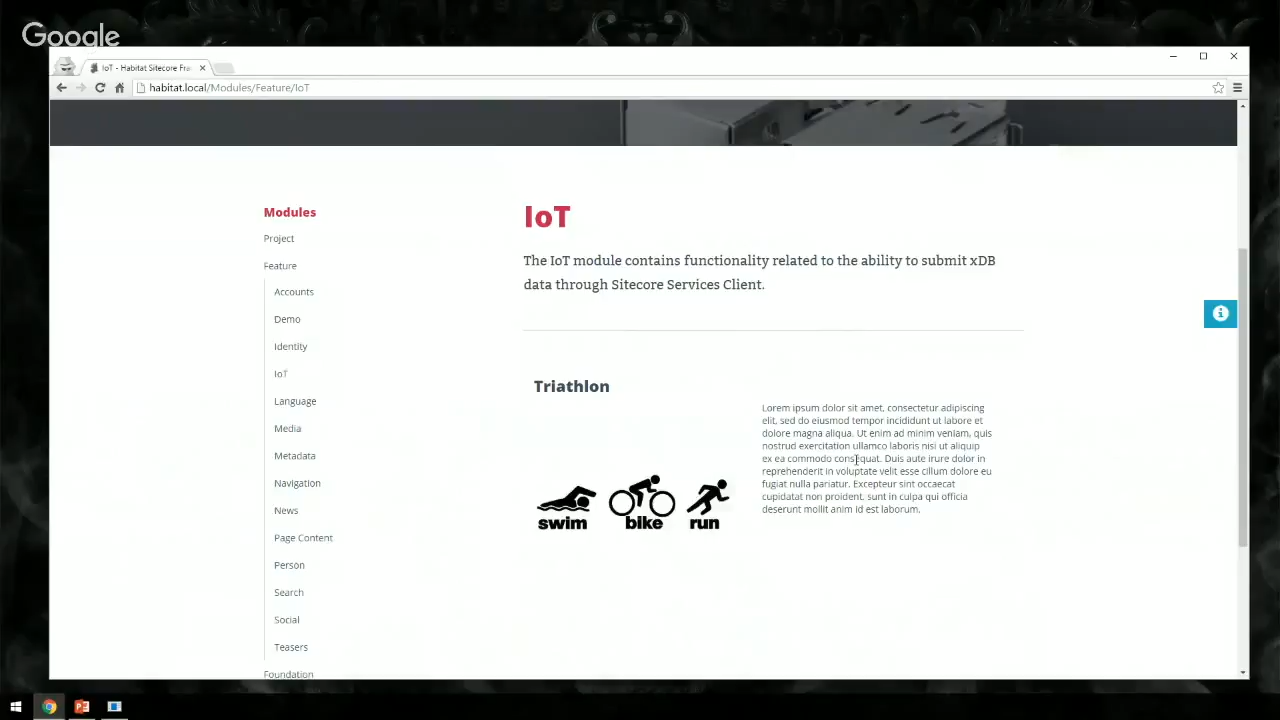 Google
IoT - Habitat Sitecore Fra
habitat.local/Modules/Feature/IoT
Modules
Project
Feature
Accounts
Demo
Identity
IoT
Language
Media
Metadata
Navigation
News
Page Content
Person
Search
Social
Teasers
Foundation
IoT
The IoT module contains functionality related to the ability to submit xDB
data through Sitecore Services Client.
Triathlon
swim bike run
Lorem ipsum dolor sit amet, consectetur adipiscing
elit, sed do eiusmod tempor incididunt ut labore et
dolore magna aliqua. Ut enim ad minim veniam, quis
nostrud exercitation ullamco laboris nisi ut aliquip
ex ea commodo consequat. Duis aute irure dolor in
reprehenderit in voluptate velit esse cillum dolore eu
fugiat nulla pariatur. Excepteur sint occaecat
cupidatat non proident, sunt in culpa qui officia
deserunt mollit anim id est laborum.